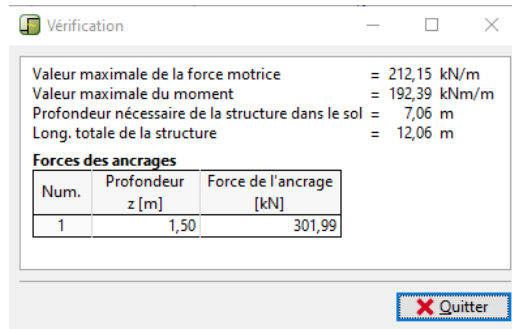 Vérification
Valeur maximale de la force motrice = 212,15 kN/m
Valeur maximale du moment = 192,39 kNm/m
Profondeur nécessaire de la structure dans le sol = 7,06 m
Long. totale de la structure = 12,06 m
Forces des ancrages
Num. Profondeur z [m] Force de l'ancrage [kN]
1 1,50 301,99
Quitter